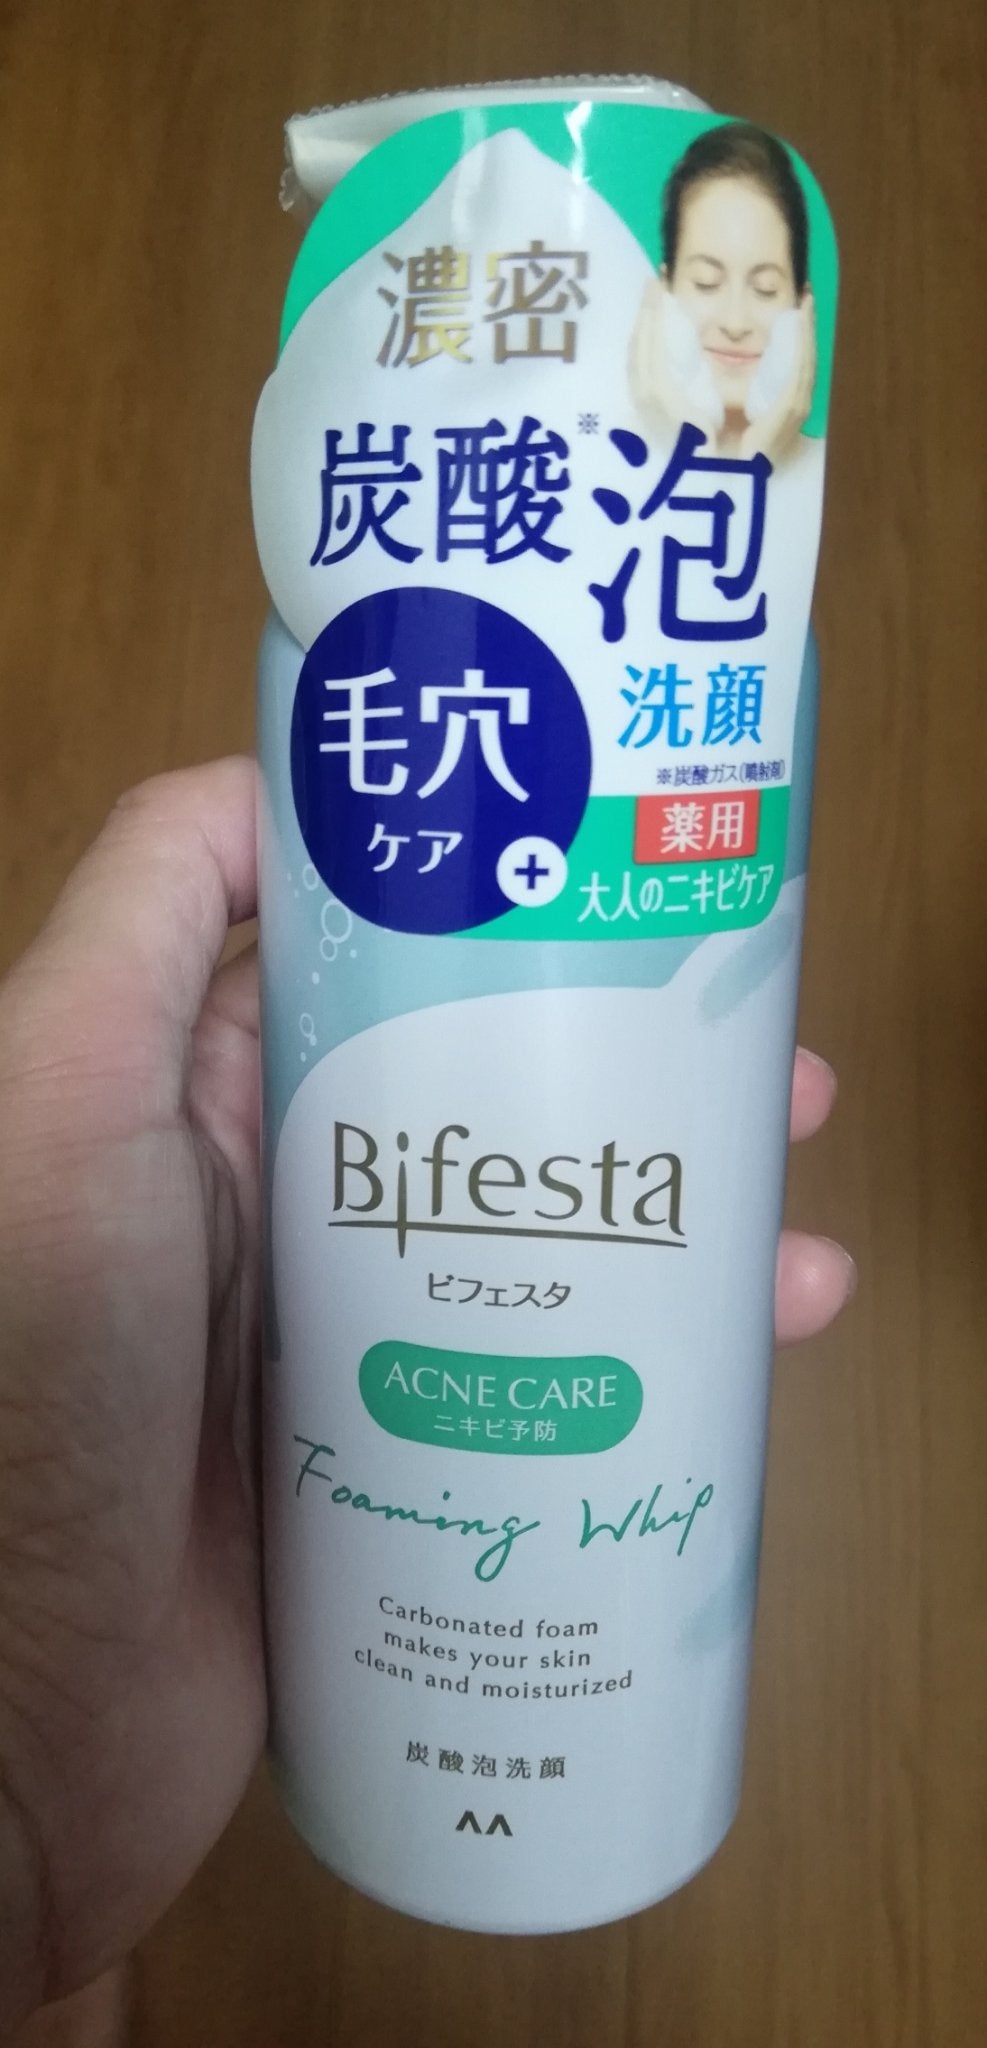 濃密
炭酸※泡
洗顔
※炭酸ガス(噴射剤)
毛穴
ケア
+
薬用
大人のニキビケア
Bifesta
ビフェスタ
ACNE CARE
ニキビ予防
Foaming Whip
Carbonated foam
makes your skin
clean and moisturized
炭酸泡洗顔